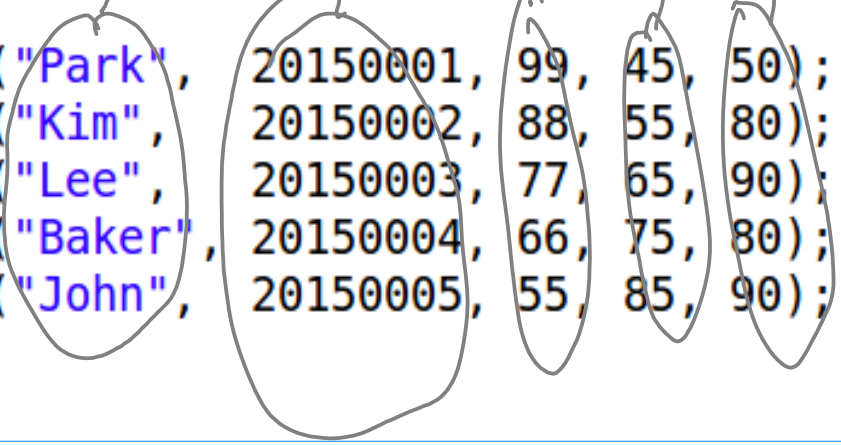 ("Park", 20150001, 99, 45, 50);
("Kim", 20150002, 88, 55, 80);
("Lee", 20150003, 77, 65, 90);
("Baker", 20150004, 66, 75, 80);
("John", 20150005, 55, 85, 90);